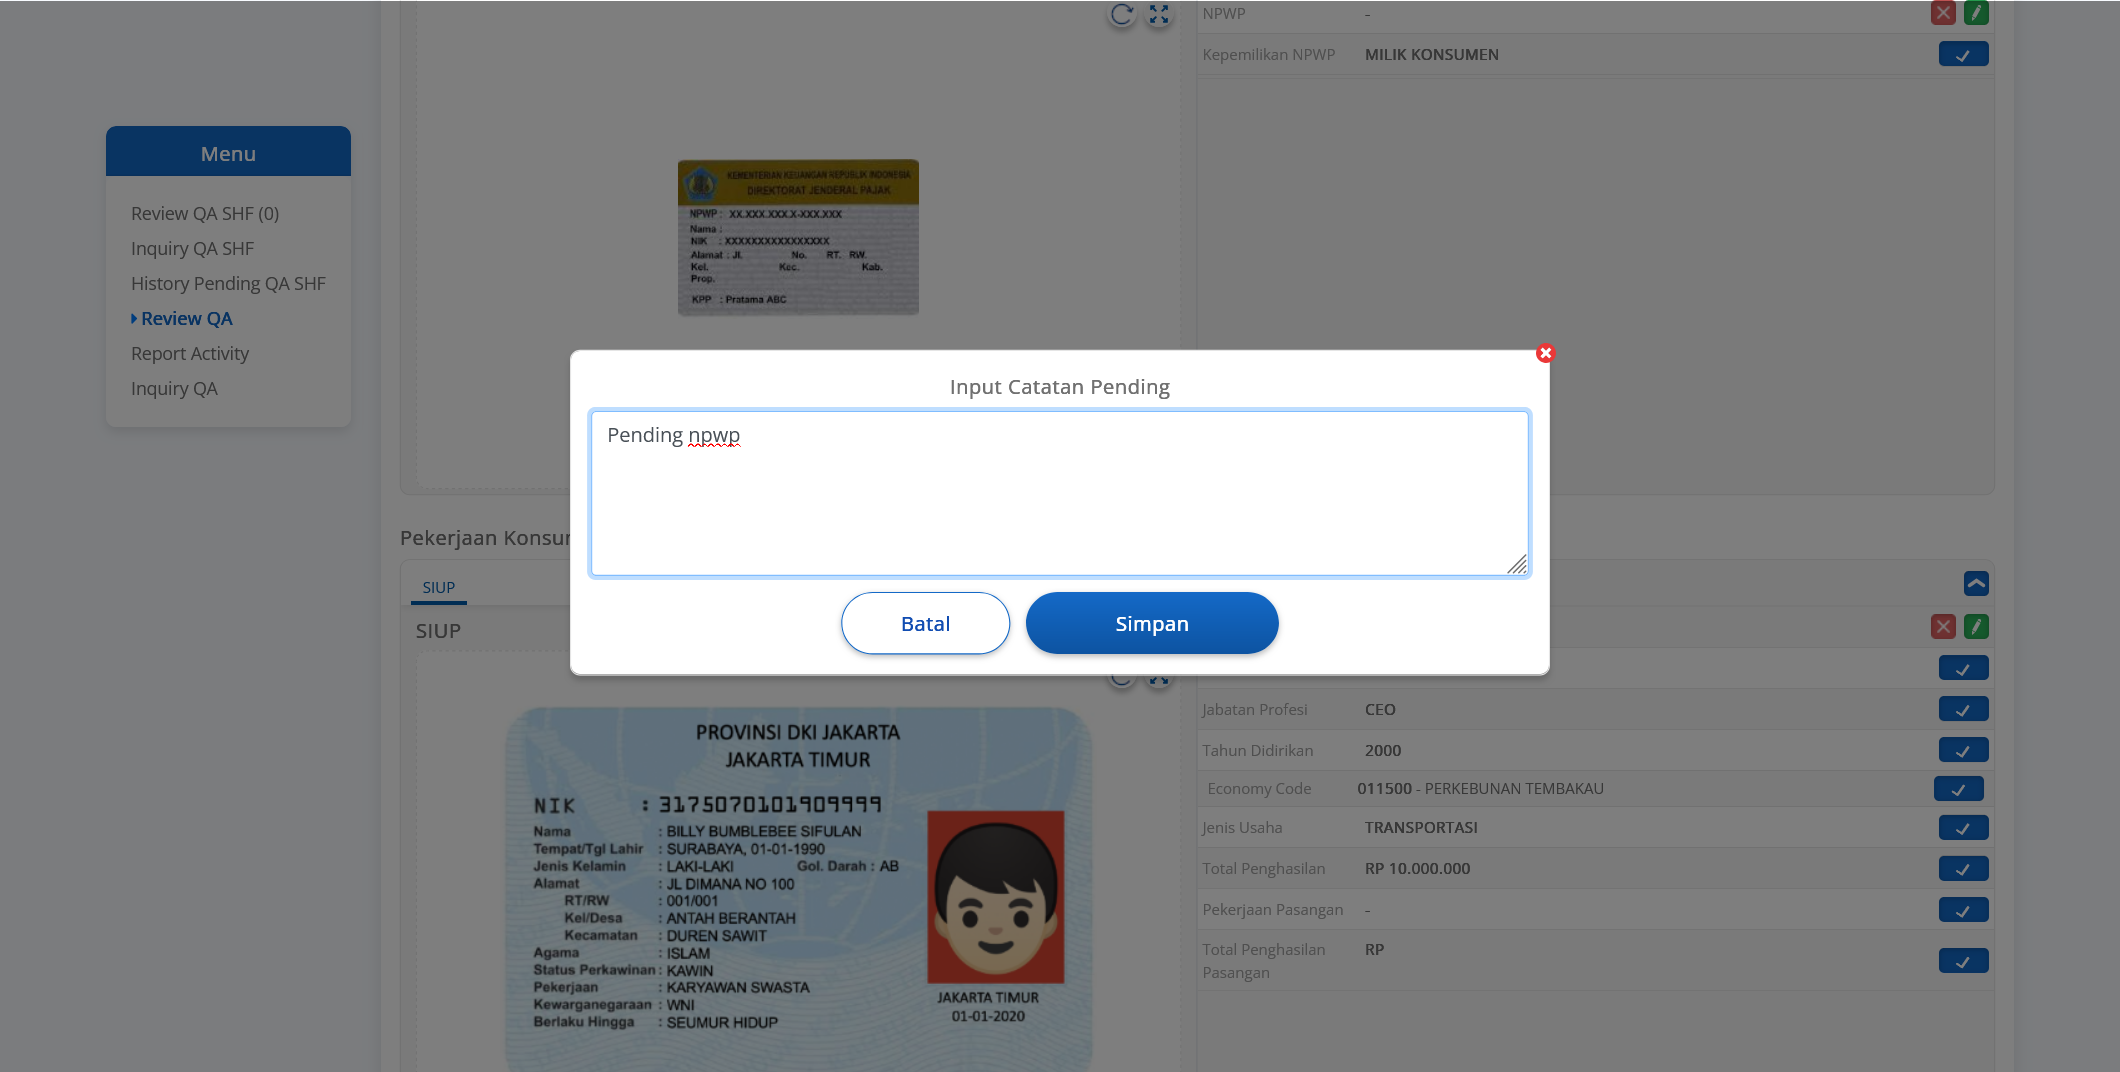 Menu
Review QA SHF (0)
Inquiry QA SHF
History Pending QA SHF
Review QA
Report Activity
Inquiry QA
KEMENTERIAN KEUANGAN REPUBLIK INDONESIA
DIREKTORAT JENDERAL PAJAK
NPWP : XX.XXX.XXX.X-XXX.XXX
Nama :
NIK : XXXXXXXXXXXXXXXX
Alamat : Jl. No. RT. RW.
Kel. Kec. Kab.
Prop.
KPP : Pratama ABC
NPWP -
Kepemilikan NPWP MILIK KONSUMEN
Input Catatan Pending
Pending npwp
Batal Simpan
Pekerjaan
SIUP
SIUP
PROVINSI DKI JAKARTA
JAKARTA TIMUR
NIK : 3175070101909999
Nama : BILLY BUMBLEBEE SIFULAN
Tempat/Tgl Lahir : SURABAYA, 01-01-1990
Jenis Kelamin : LAKI-LAKI Gol. Darah : AB
Alamat : JL DIMANA NO 100
RT/RW : 001/001
Kel/Desa : ANTAH BERANTAH
Kecamatan : DUREN SAWIT
Agama : ISLAM
Status Perkawinan : KAWIN
Pekerjaan : KARYAWAN SWASTA
Kewarganegaraan : WNI
Berlaku Hingga : SEUMUR HIDUP
JAKARTA TIMUR
01-01-2020
Jabatan Profesi CEO
Tahun Didirikan 2000
Economy Code 011500 - PERKEBUNAN TEMBAKAU
Jenis Usaha TRANSPORTASI
Total Penghasilan RP 10.000.000
Pekerjaan Pasangan -
Total Penghasilan Pasangan RP